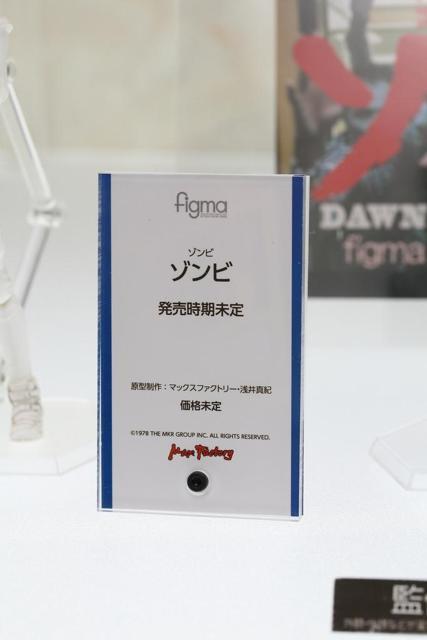 figma
ゾンビ
ゾンビ
発売時期未定
原型制作：マックスファクトリー・浅井真紀
価格未定
©1978 THE MKR GROUP INC. ALL RIGHTS RESERVED.
Max Factory
ゾ
DAWN
figma
監